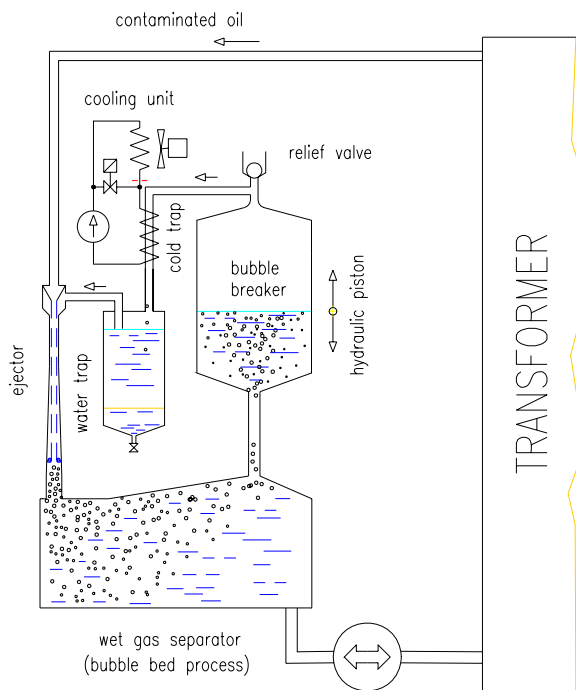 contaminated oil
cooling unit
relief valve
cold trap
bubble
breaker
hydraulic piston
TRANSFORMER
ejector
water trap
wet gas separator
(bubble bed process)